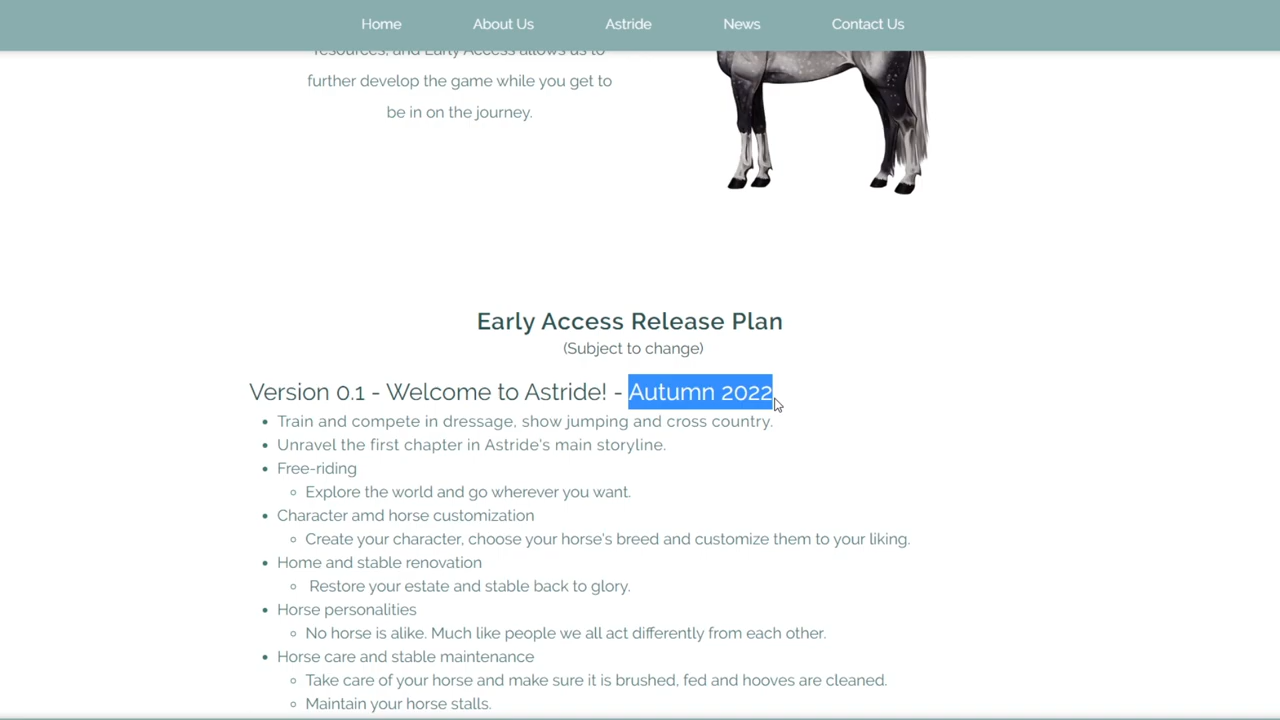 Home About Us Astride News Contact Us
resources, and Early Access allows us to
further develop the game while you get to
be in on the journey.
Early Access Release Plan
(Subject to change)
Version 0.1 - Welcome to Astride! - Autumn 2022
• Train and compete in dressage, show jumping and cross country.
• Unravel the first chapter in Astride's main storyline.
• Free-riding
◦ Explore the world and go wherever you want.
• Character amd horse customization
◦ Create your character, choose your horse's breed and customize them to your liking.
• Home and stable renovation
◦ Restore your estate and stable back to glory.
• Horse personalities
◦ No horse is alike. Much like people we all act differently from each other.
• Horse care and stable maintenance
◦ Take care of your horse and make sure it is brushed, fed and hooves are cleaned.
◦ Maintain your horse stalls.